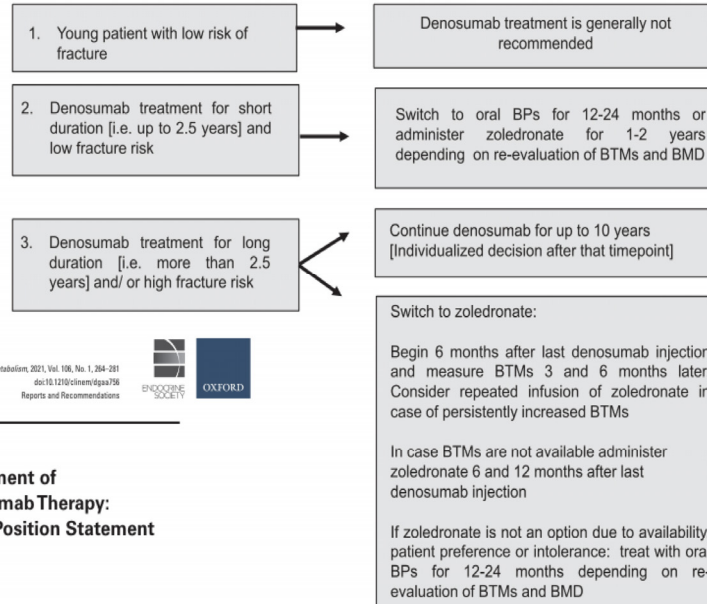 1. Young patient with low risk of
fracture
Denosumab treatment is generally not
recommended
2. Denosumab treatment for short
duration [i.e. up to 2.5 years] and
low fracture risk
Switch to oral BPs for 12-24 months or
administer zoledronate for 1-2 years
depending on re-evaluation of BTMs and BMD
3. Denosumab treatment for long
duration [i.e. more than 2.5
years] and/ or high fracture risk
Continue denosumab for up to 10 years
[Individualized decision after that timepoint]
Switch to zoledronate:
Begin 6 months after last denosumab injection
and measure BTMs 3 and 6 months later
Consider repeated infusion of zoledronate in
case of persistently increased BTMs
In case BTMs are not available administer
zoledronate 6 and 12 months after last
denosumab injection
If zoledronate is not an option due to availability
patient preference or intolerance: treat with oral
BPs for 12-24 months depending on re-
evaluation of BTMs and BMD
tabolism, 2021, Vol. 106, No. 1, 264–281
doi:10.1210/clinem/dgaa756
Reports and Recommendations
ENDOCRINE
SOCIETY
OXFORD
nent of
mab Therapy:
Position Statement